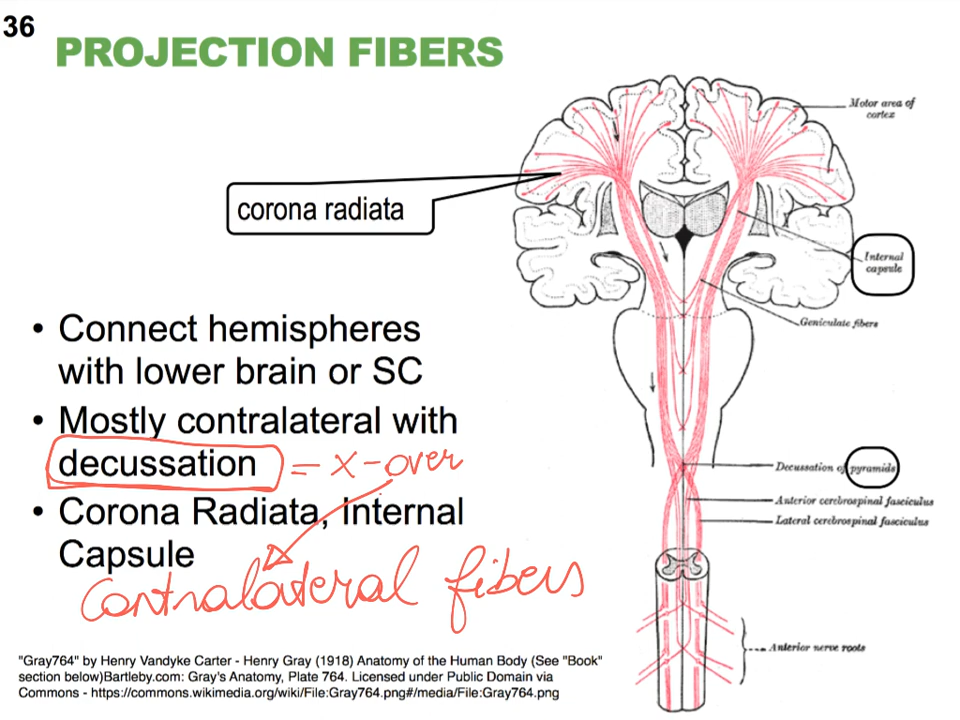 36
PROJECTION FIBERS
Motor area of
cortex
corona radiata
Internal
capsule
Geniculate fibers
• Connect hemispheres
with lower brain or SC
• Mostly contralateral with
decussation = x-over
Decussation of pyramids
Anterior cerebrospinal fasciculus
Lateral cerebrospinal fasciculus
• Corona Radiata, Internal
Capsule
Contralateral fibers
Anterior nerve roots
"Gray764" by Henry Vandyke Carter - Henry Gray (1918) Anatomy of the Human Body (See "Book"
section below)Bartleby.com: Gray's Anatomy, Plate 764. Licensed under Public Domain via
Commons - https://commons.wikimedia.org/wiki/File:Gray764.png#/media/File:Gray764.png